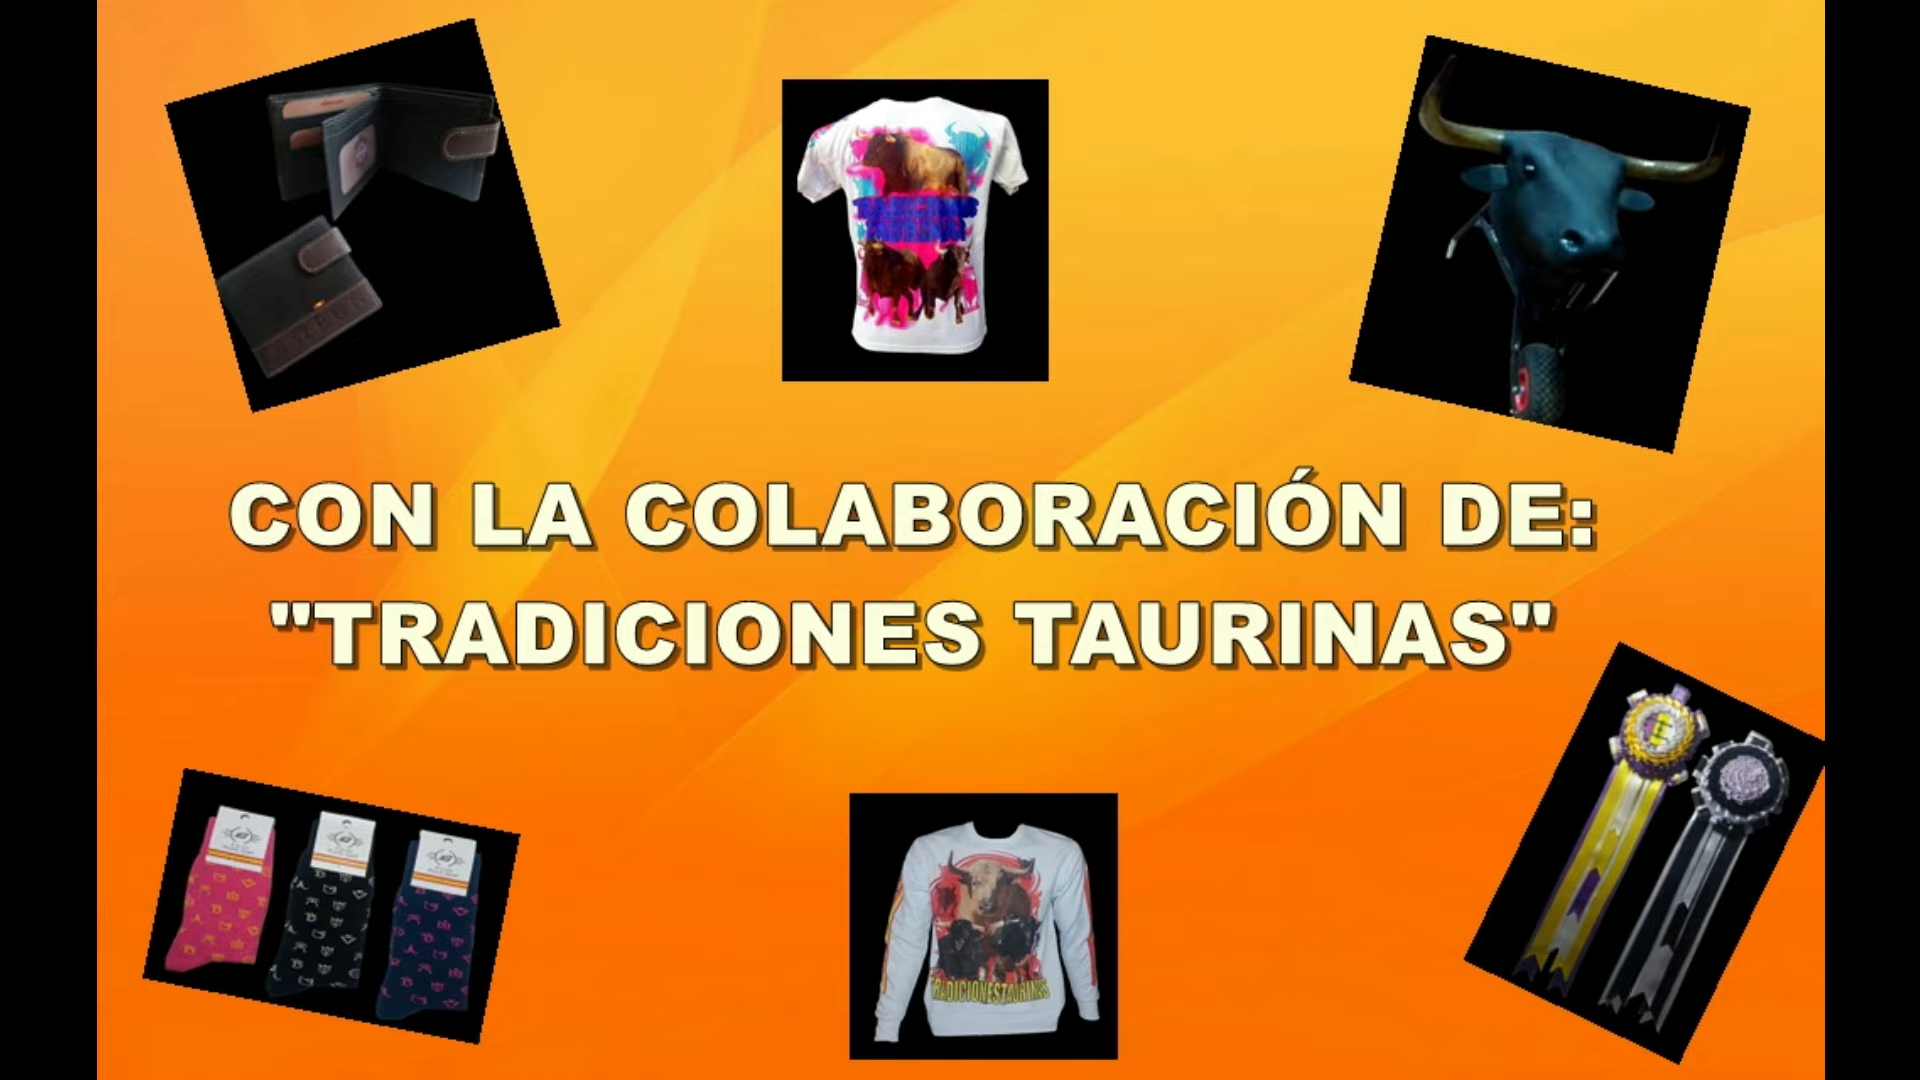 CON LA COLABORACIÓN DE:
"TRADICIONES TAURINAS"
TRADICIONESTAURINAS